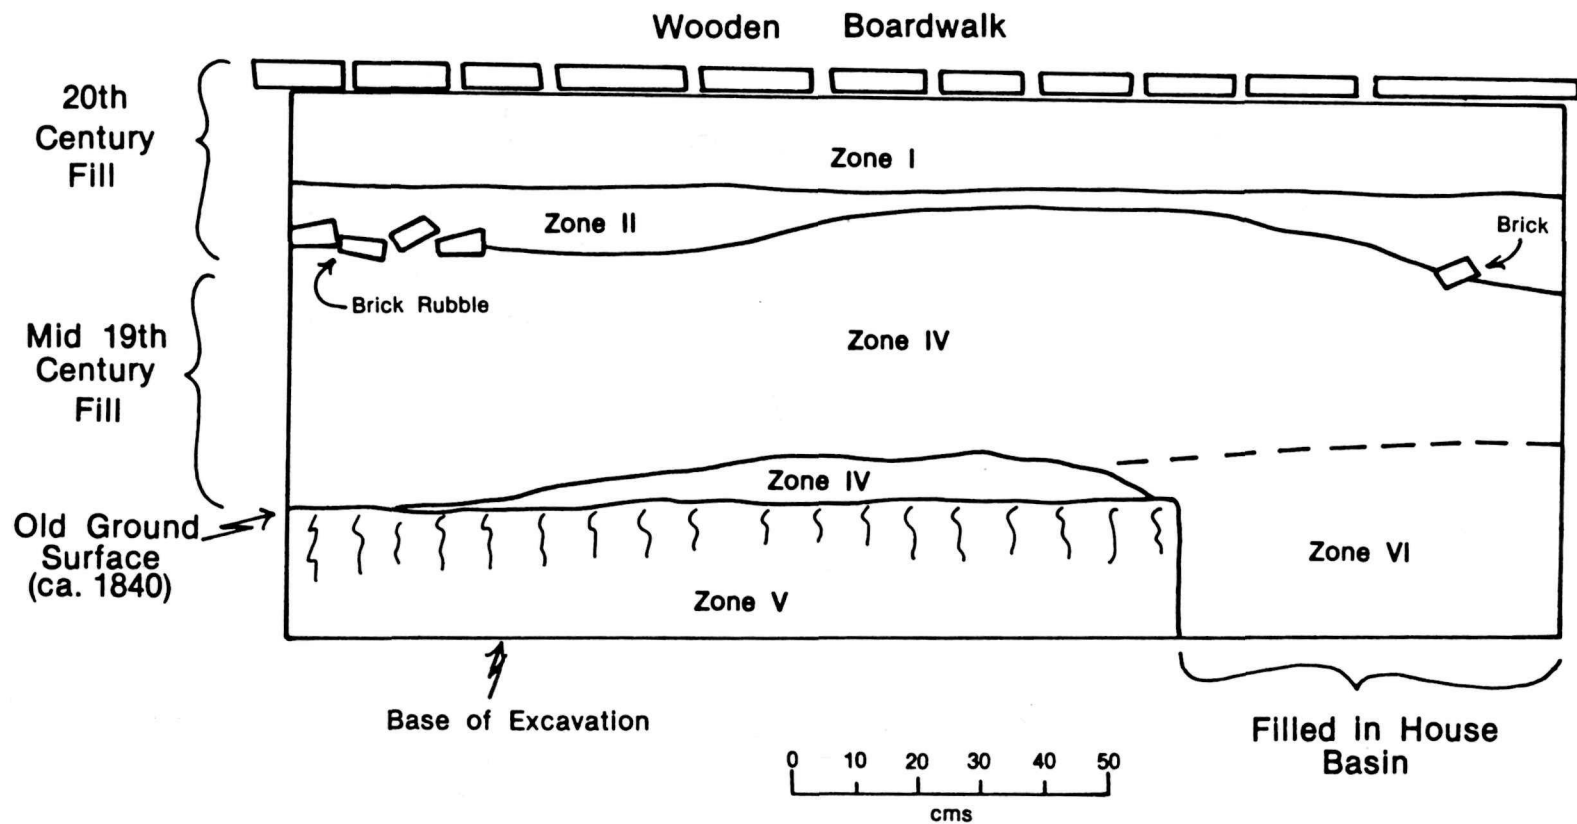 Wooden Boardwalk
20th
Century
Fill
Zone I
Zone II
Brick
Brick Rubble
Mid 19th
Century
Fill
Zone IV
Zone IV
Old Ground
Surface
(ca. 1840)
Zone V
Zone VI
Base of Excavation
Filled in House
Basin
0 10 20 30 40 50
cms